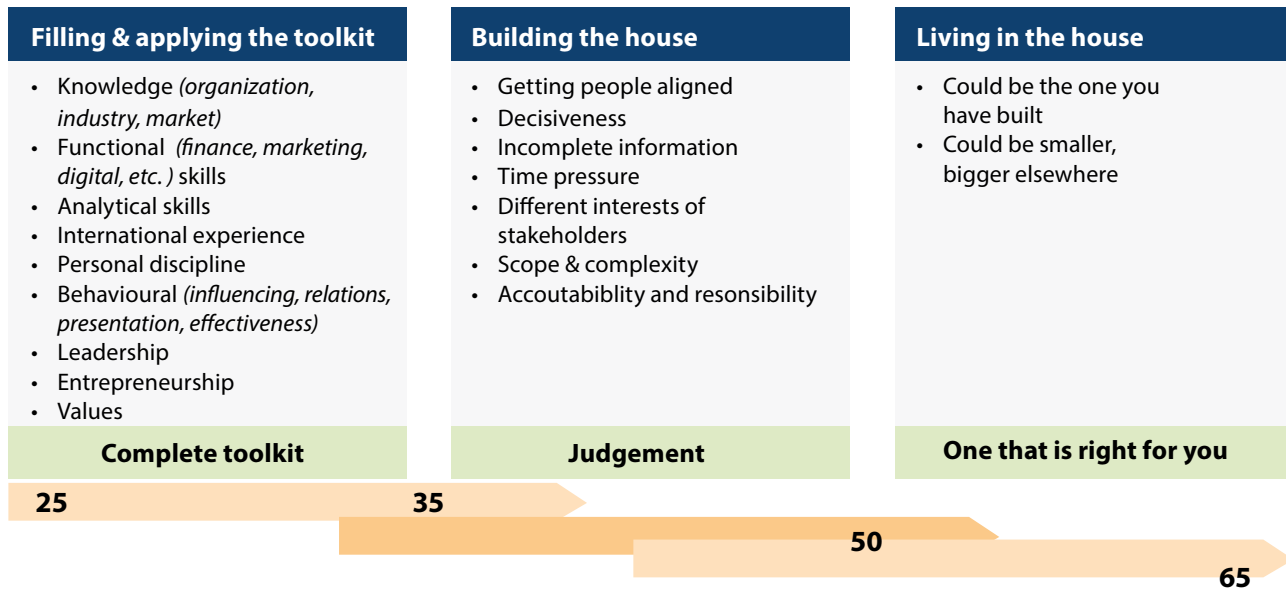 Filling & applying the toolkit
• Knowledge (organization,
industry, market)
• Functional (finance, marketing,
digital, etc. ) skills
• Analytical skills
• International experience
• Personal discipline
• Behavioural (influencing, relations,
presentation, effectiveness)
• Leadership
• Entrepreneurship
• Values
Complete toolkit
Building the house
• Getting people aligned
• Decisiveness
• Incomplete information
• Time pressure
• Different interests of
stakeholders
• Scope & complexity
• Accoutabiblity and resonsibility
Judgement
Living in the house
• Could be the one you
have built
• Could be smaller,
bigger elsewhere
One that is right for you
25
35
50
65